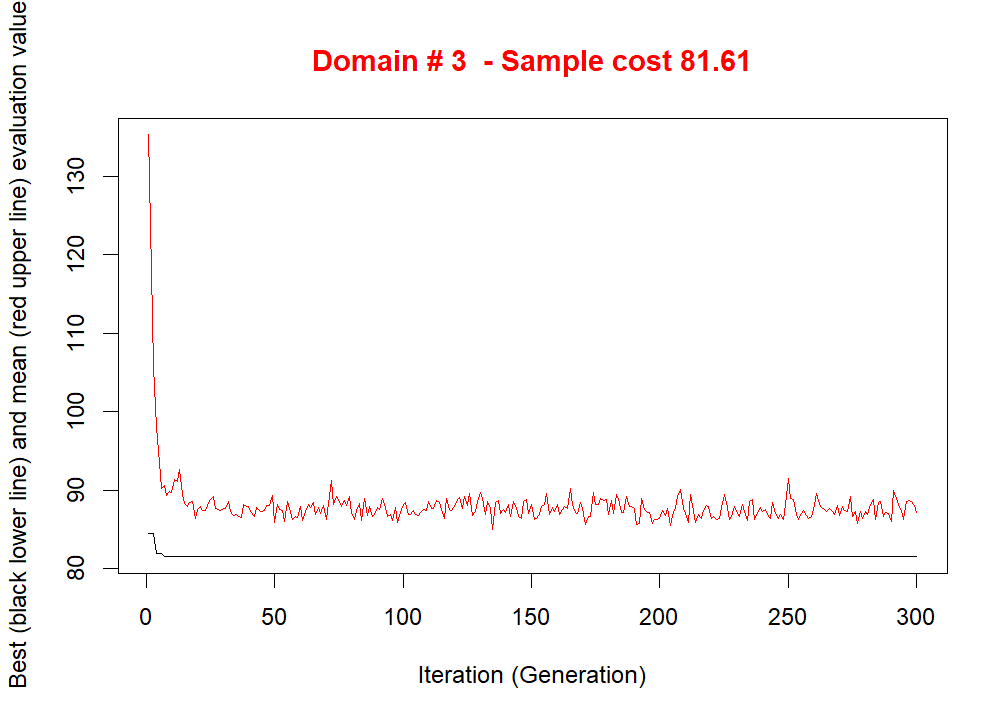 Domain # 3  - Sample cost 81.61
Best (black lower line) and mean (red upper line) evaluation value
130
120
110
100
90
80
0 50 100 150 200 250 300
Iteration (Generation)